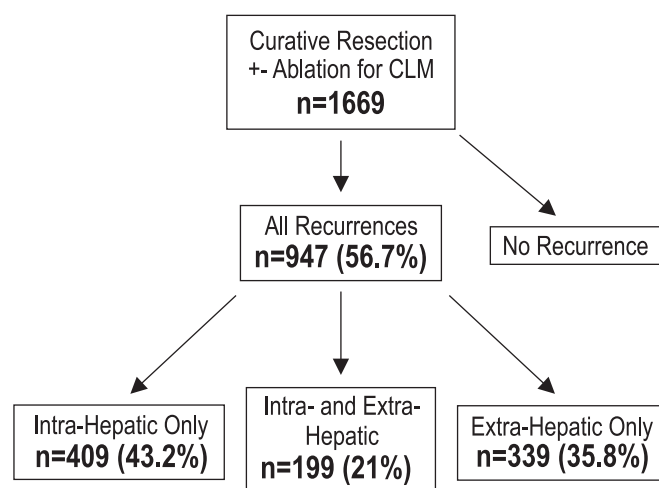 Curative Resection
+- Ablation for CLM
n=1669
All Recurrences
n=947 (56.7%)
No Recurrence
Intra-Hepatic Only
n=409 (43.2%)
Intra- and Extra-
Hepatic
n=199 (21%)
Extra-Hepatic Only
n=339 (35.8%)